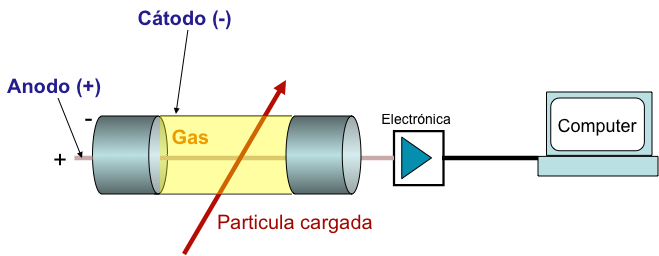 Cátodo (-)
Anodo (+)
-
Electrónica
Gas
Computer
+
Particula cargada